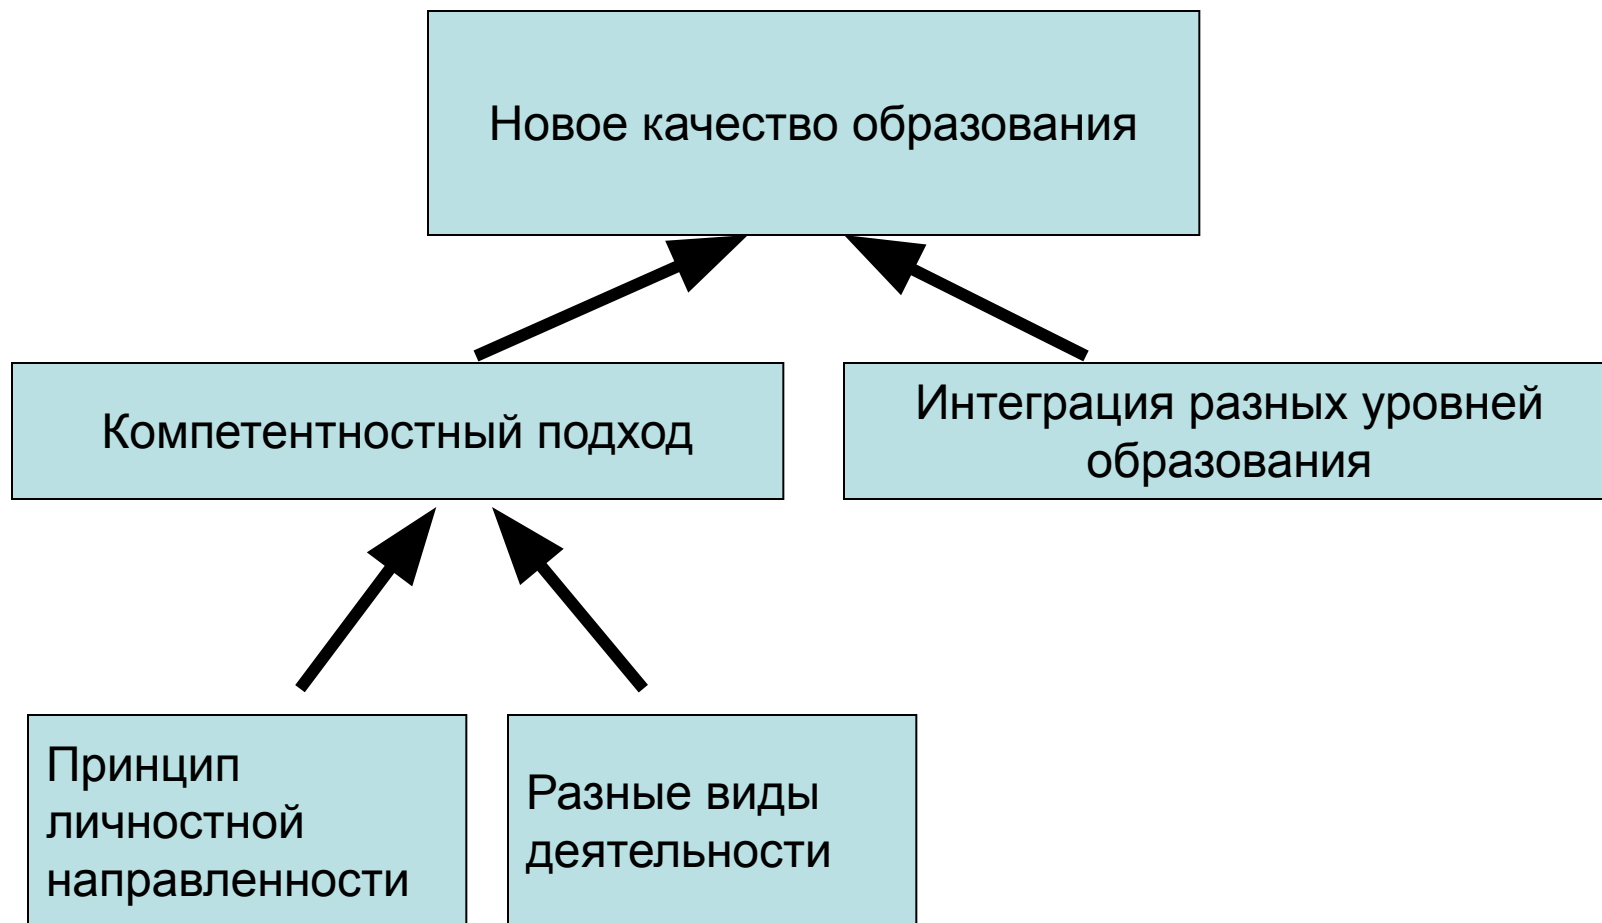 Новое качество образования
Компетентностный подход
Интеграция разных уровней
образования
Принцип
личностной
направленности
Разные виды
деятельности